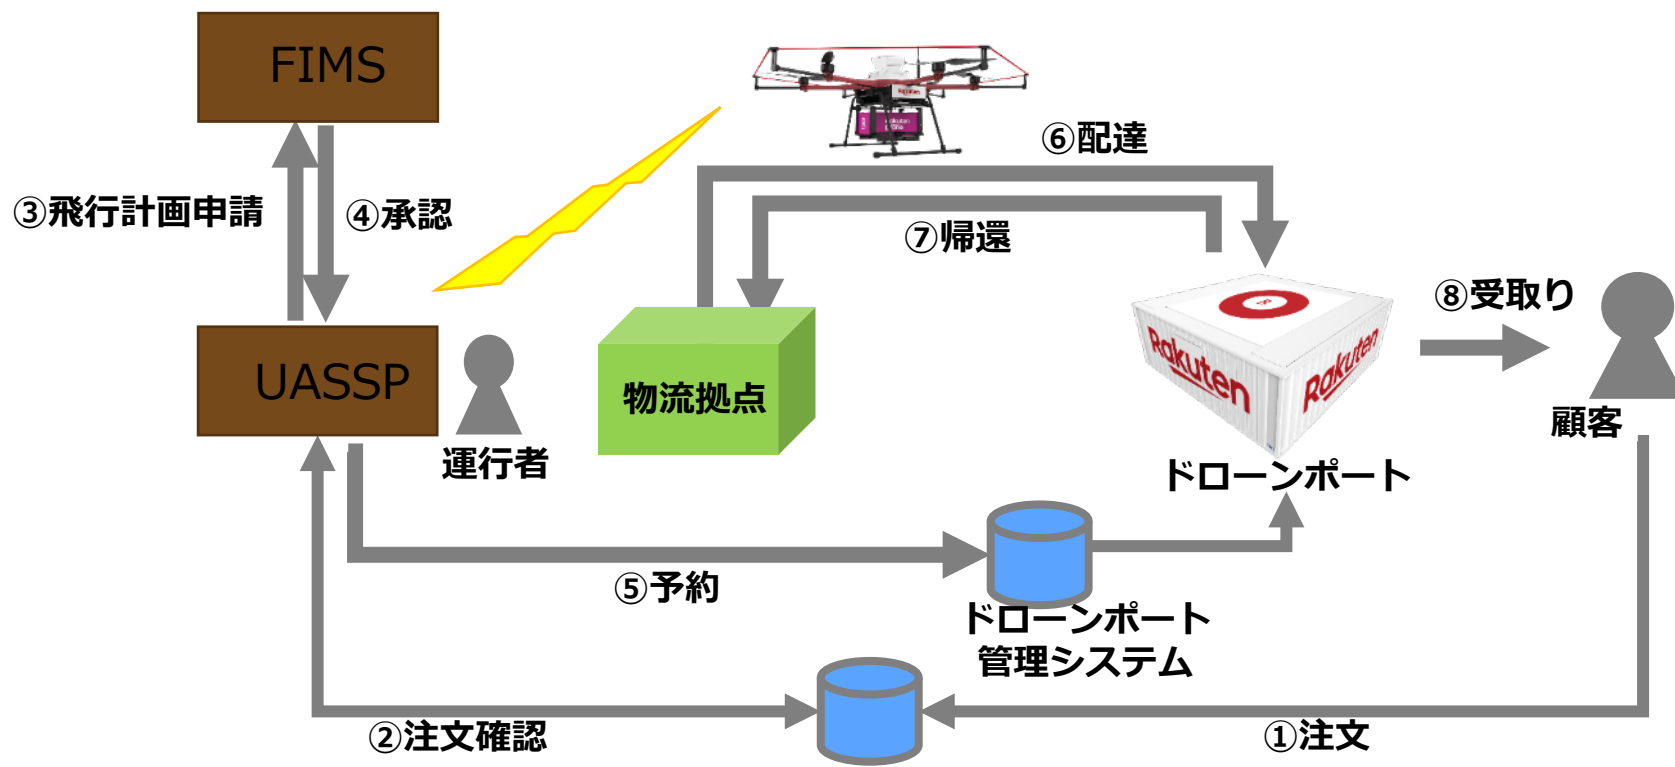 FIMS
Rakuten
⑥配達
③飛行計画申請
④承認
⑦帰還
⑧受取り
Rakuten
Rakuten
UASSP
物流拠点
顧客
運行者
ドローンポート
⑤予約
ドローンポート
管理システム
②注文確認
①注文